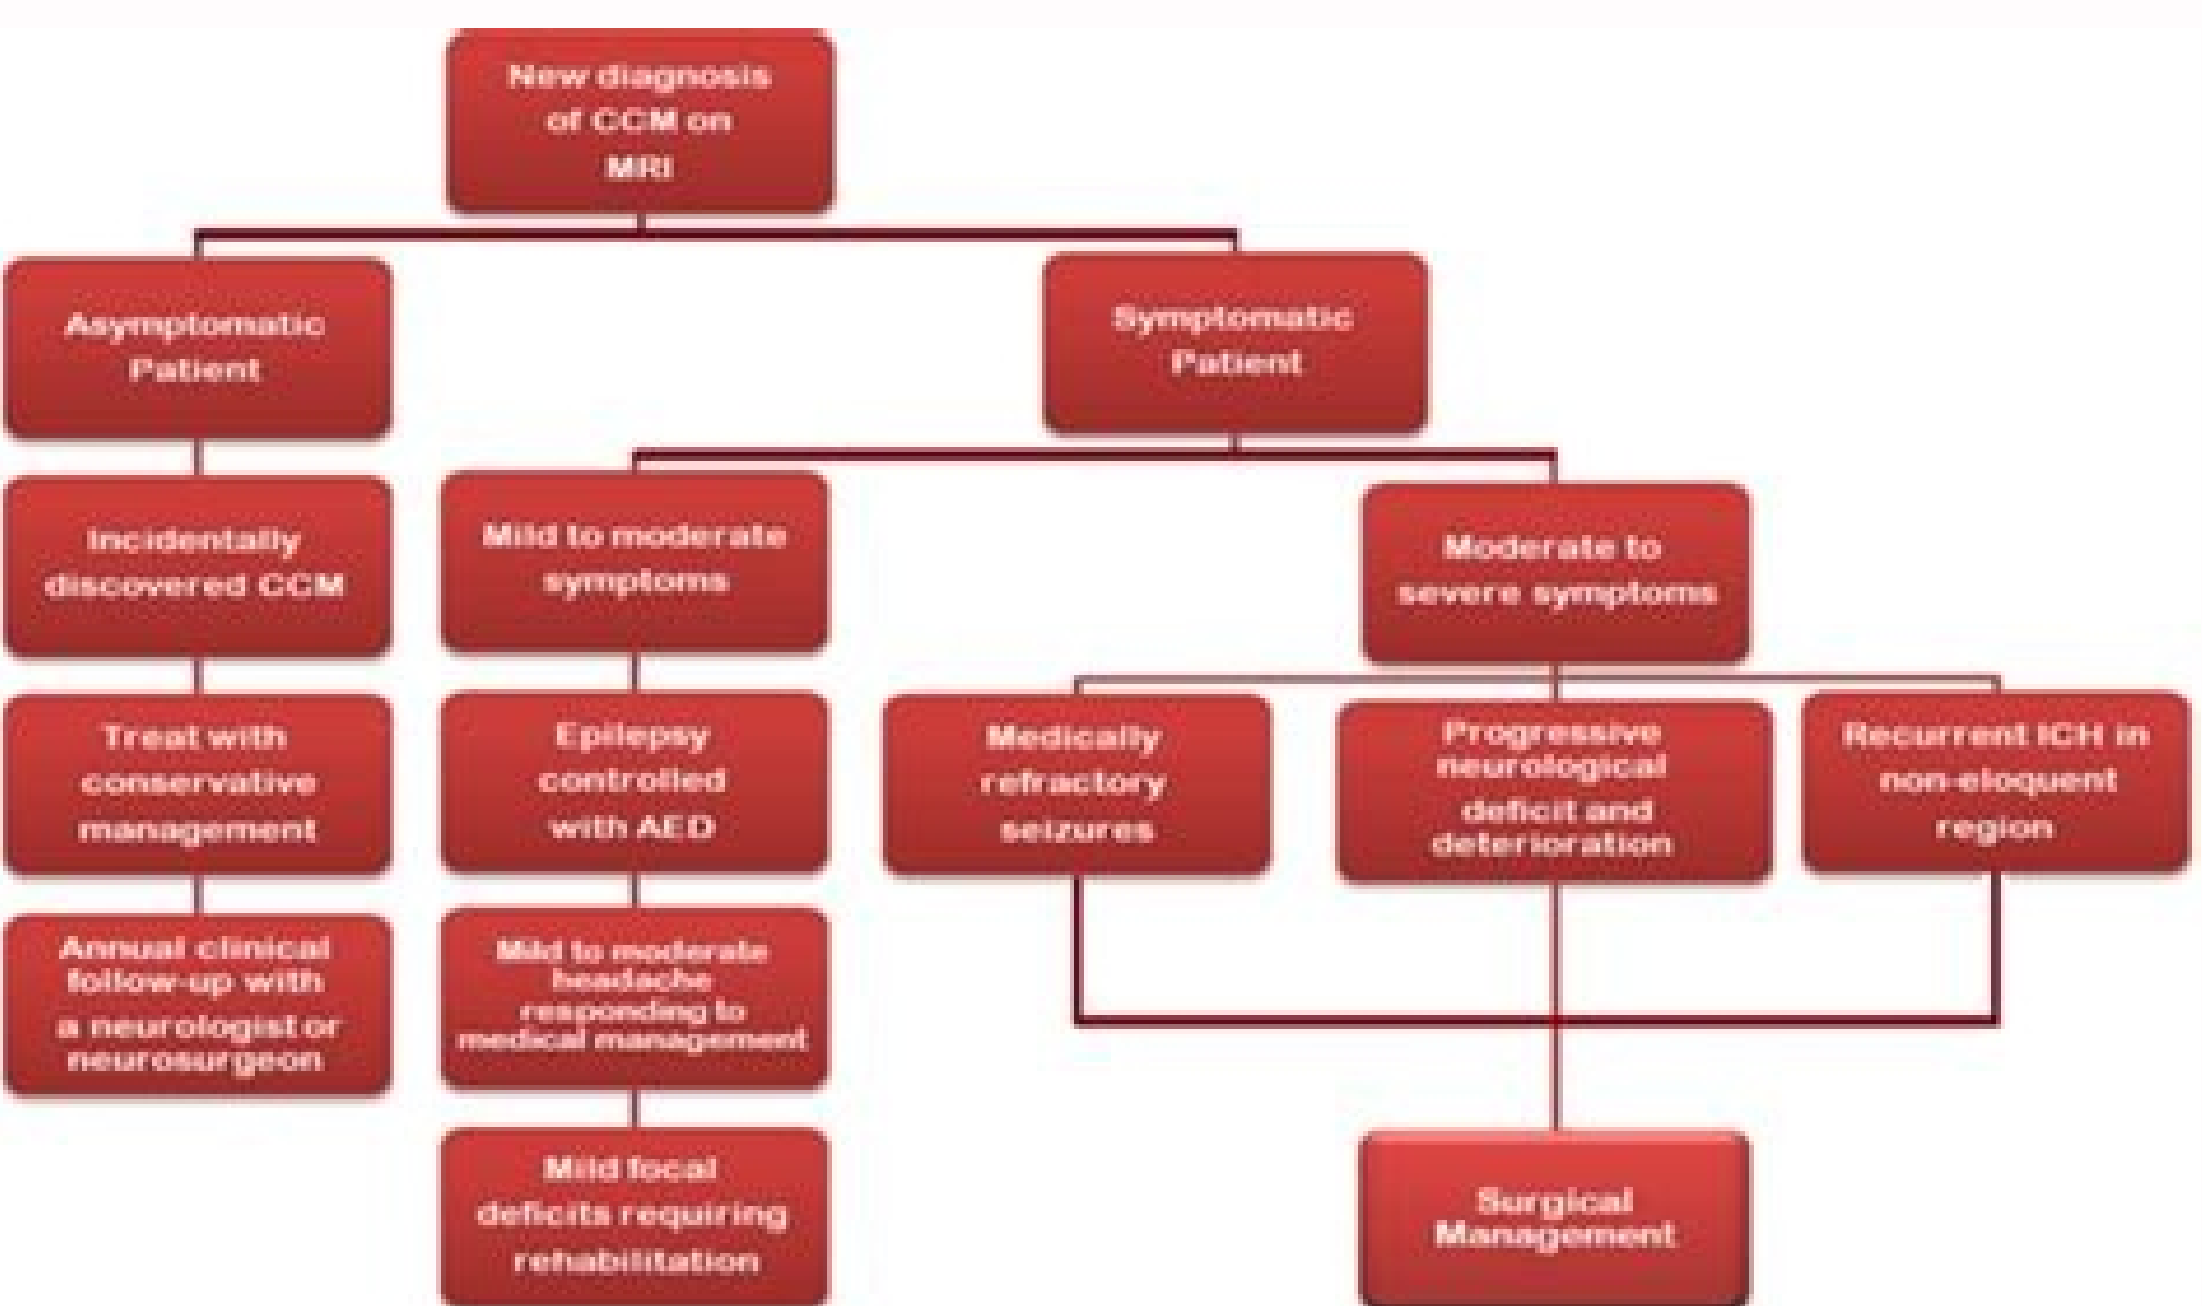 New diagnosis
of CCM on
MRI
Asymptomatic
Patient
Symptomatic
Patient
Incidentally
discovered CCM
Mild to moderate
symptoms
Moderate to
severe symptoms
Treat with
conservative
management
Epilepsy
controlled
with AED
Medically
refractory
seizures
Progressive
neurological
deficit and
deterioration
Recurrent ICH in
non-eloquent
region
Annual clinical
follow-up with
a neurologist or
neurosurgeon
Mild to moderate
headache
responding to
medical management
Mild focal
deficits requiring
rehabilitation
Surgical
Management